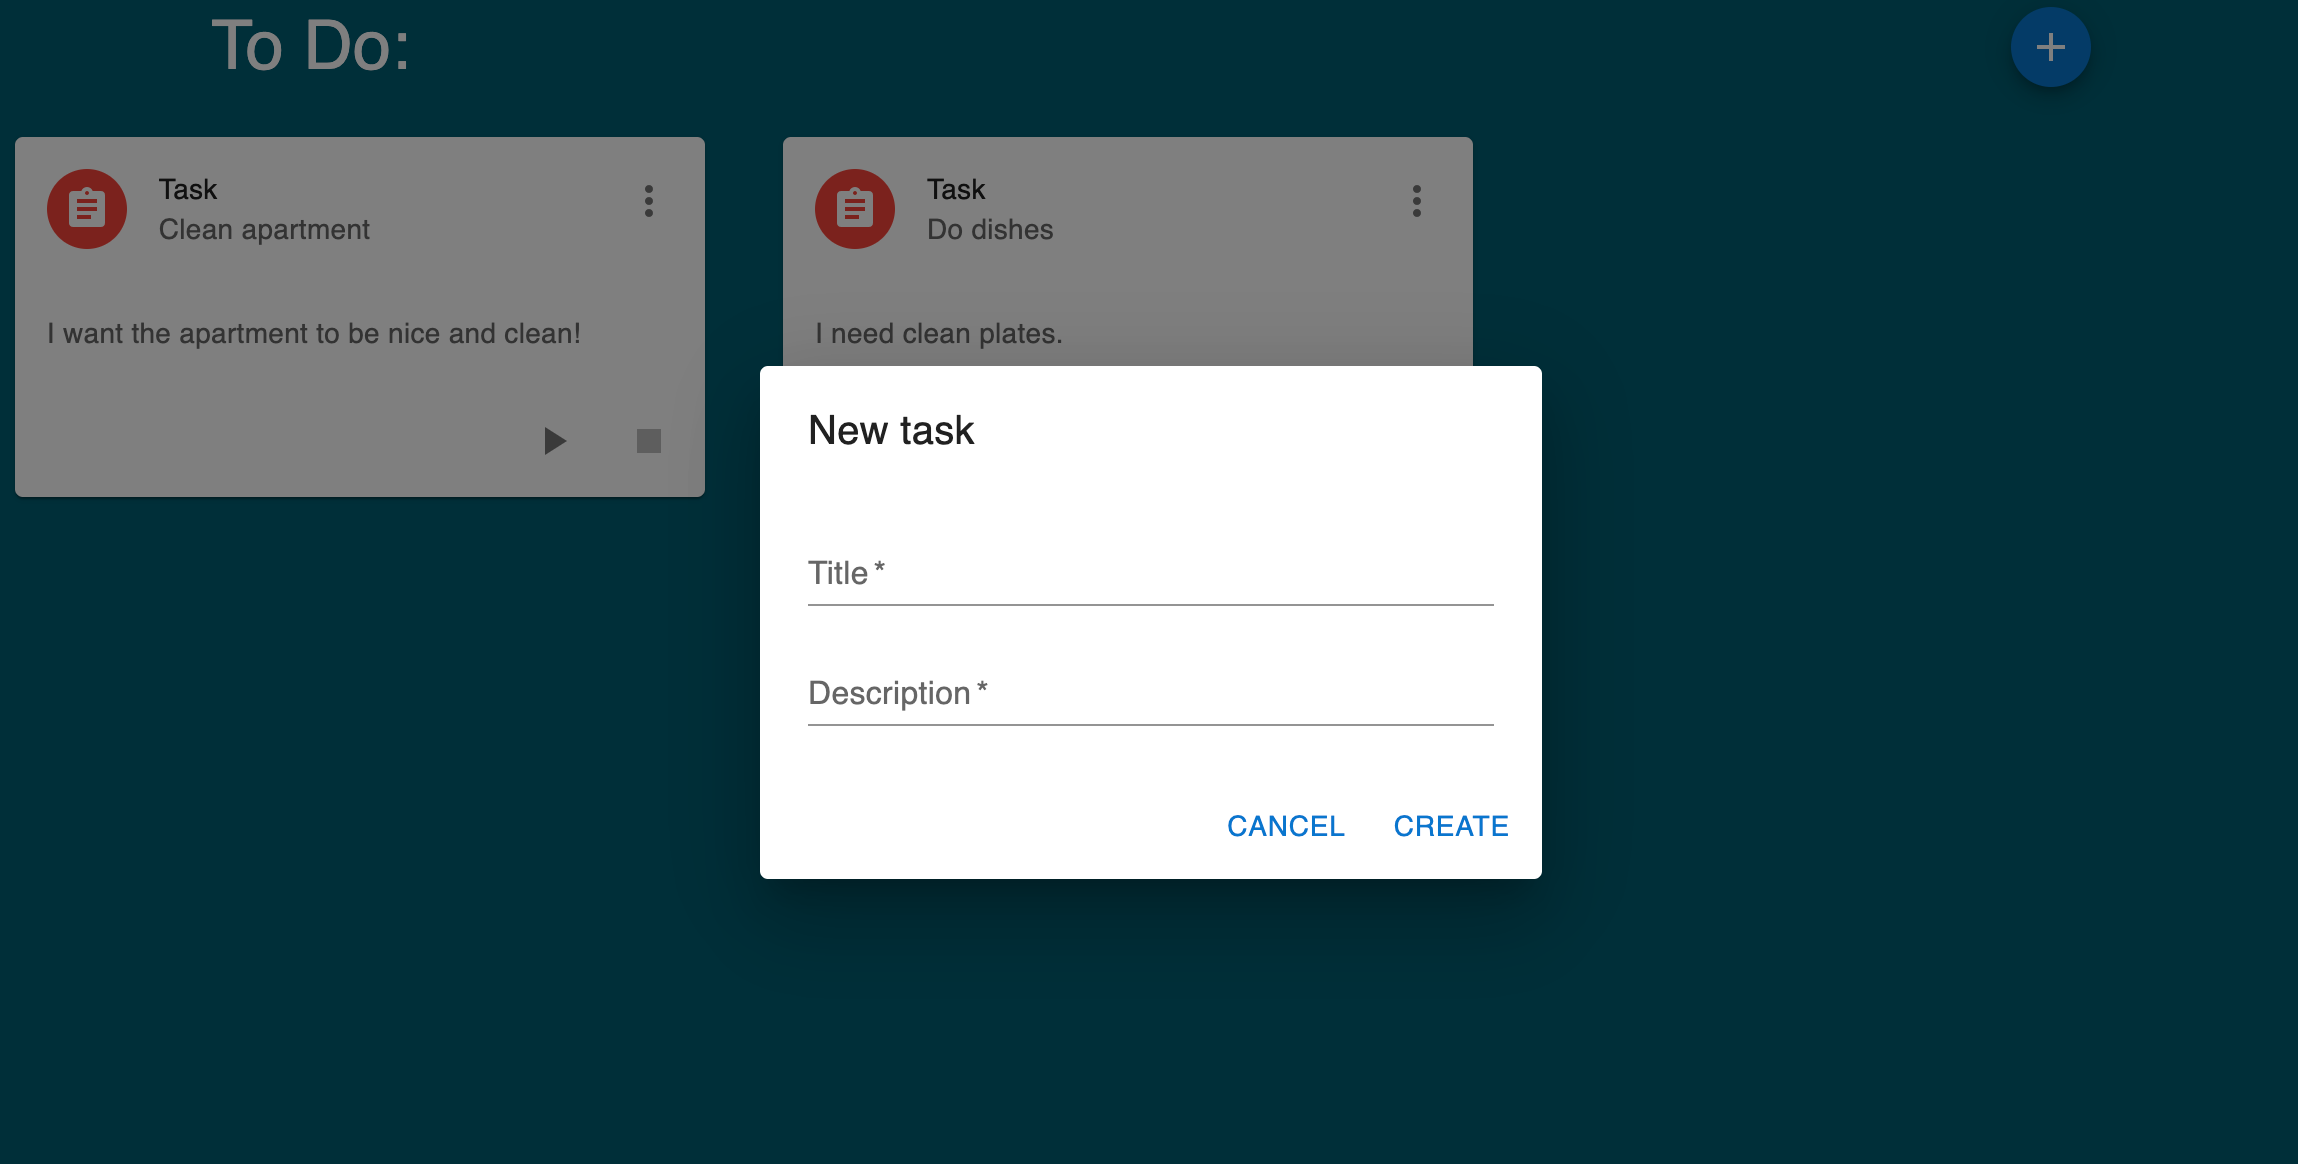 To Do:
Task
Clean apartment
I want the apartment to be nice and clean!
Task
Do dishes
I need clean plates.
New task
Title *
Description *
CANCEL CREATE